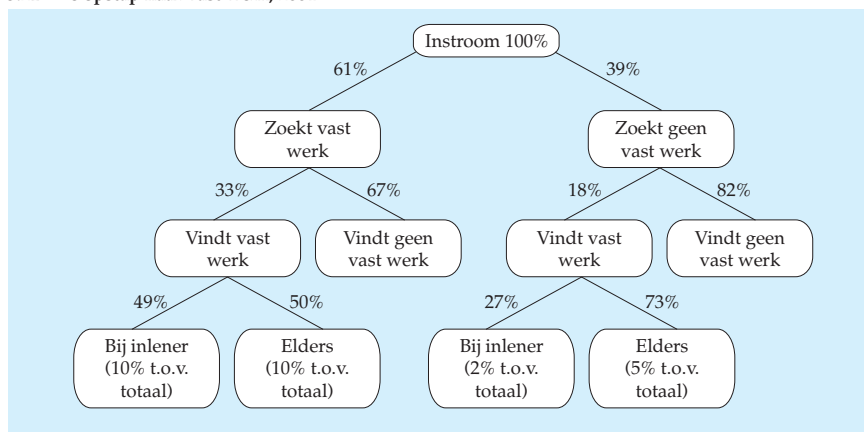 Instroom 100%
61%
39%
Zoekt vast
werk
Zoekt geen
vast werk
33%
67%
18%
82%
Vindt vast
werk
Vindt geen
vast werk
Vindt vast
werk
Vindt geen
vast werk
49%
50%
27%
73%
Bij inlener
(10% t.o.v.
totaal)
Elders
(10% t.o.v.
totaal)
Bij inlener
(2% t.o.v.
totaal)
Elders
(5% t.o.v.
totaal)